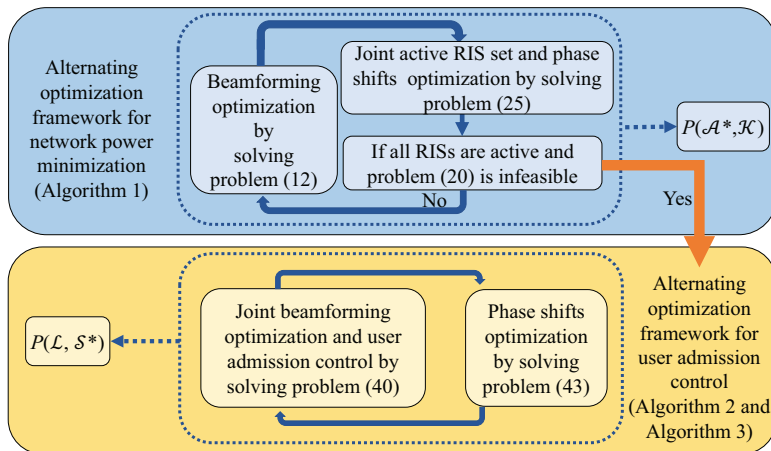 Alternating
optimization
framework for
network power
minimization
(Algorithm 1)
Beamforming
optimization
by
solving
problem (12)
Joint active RIS set and phase
shifts optimization by solving
problem (25)
If all RISs are active and
problem (20) is infeasible
No
P(𝒜*,𝒦)
Yes
P(ℒ, 𝒮*)
Joint beamforming
optimization and user
admission control by
solving problem (40)
Phase shifts
optimization
by solving
problem (43)
Alternating
optimization
framework for
user admission
control
(Algorithm 2 and
Algorithm 3)